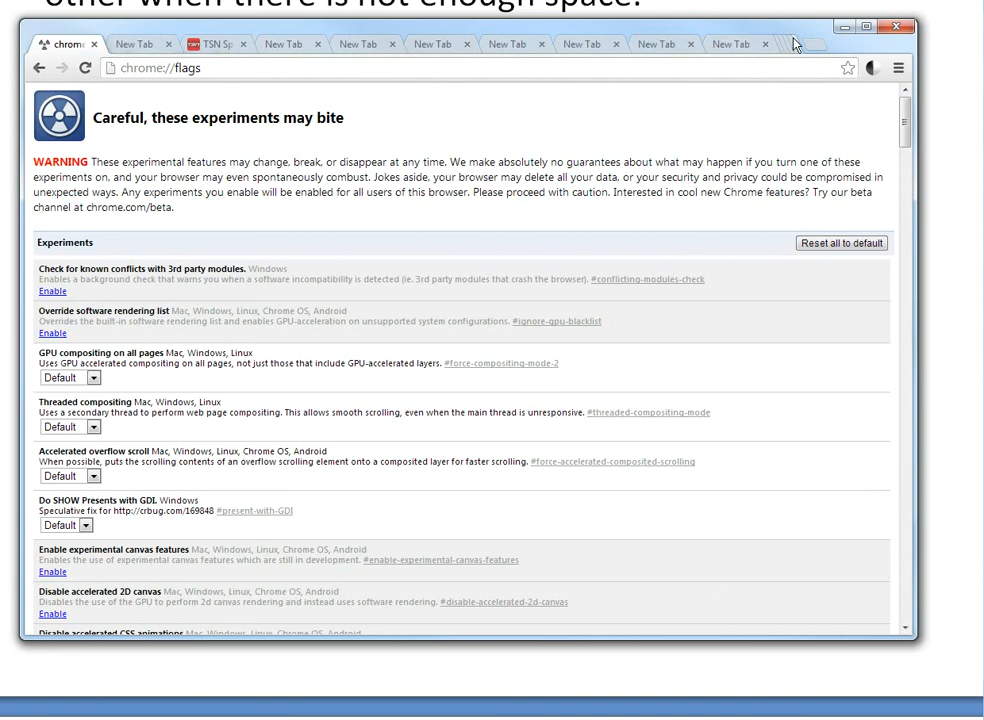 other when there is not enough space.
chrome New Tab TSN Sp New Tab New Tab New Tab New Tab New Tab New Tab New Tab
chrome://flags
Careful, these experiments may bite
WARNING These experimental features may change, break, or disappear at any time. We make absolutely no guarantees about what may happen if you turn one of these
experiments on, and your browser may even spontaneously combust. Jokes aside, your browser may delete all your data, or your security and privacy could be compromised in
unexpected ways. Any experiments you enable will be enabled for all users of this browser. Please proceed with caution. Interested in cool new Chrome features? Try our beta
channel at chrome.com/beta.
Experiments Reset all to default
Check for known conflicts with 3rd party modules. Windows
Enables a background check that warns you when a software incompatibility is detected (ie. 3rd party modules that crash the browser). #conflicting-modules-check
Enable
Override software rendering list Mac, Windows, Linux, Chrome OS, Android
Overrides the built-in software rendering list and enables GPU-acceleration on unsupported system configurations. #ignore-gpu-blacklist
Enable
GPU compositing on all pages Mac, Windows, Linux
Uses GPU accelerated compositing on all pages, not just those that include GPU-accelerated layers. #force-compositing-mode-2
Default
Threaded compositing Mac, Windows, Linux
Uses a secondary thread to perform web page compositing. This allows smooth scrolling, even when the main thread is unresponsive. #threaded-compositing-mode
Default
Accelerated overflow scroll Mac, Windows, Linux, Chrome OS, Android
When possible, puts the scrolling contents of an overflow scrolling element onto a composited layer for faster scrolling. #force-accelerated-composited-scrolling
Default
Do SHOW Presents with GDI. Windows
Speculative fix for http://crbug.com/169848 #present-with-GDI
Default
Enable experimental canvas features Mac, Windows, Linux, Chrome OS, Android
Enables the use of experimental canvas features which are still in development. #enable-experimental-canvas-features
Enable
Disable accelerated 2D canvas Mac, Windows, Linux, Chrome OS, Android
Disables the use of the GPU to perform 2d canvas rendering and instead uses software rendering. #disable-accelerated-2d-canvas
Enable
Disable accelerated CSS animations Mac, Windows, Linux, Chrome OS, Android